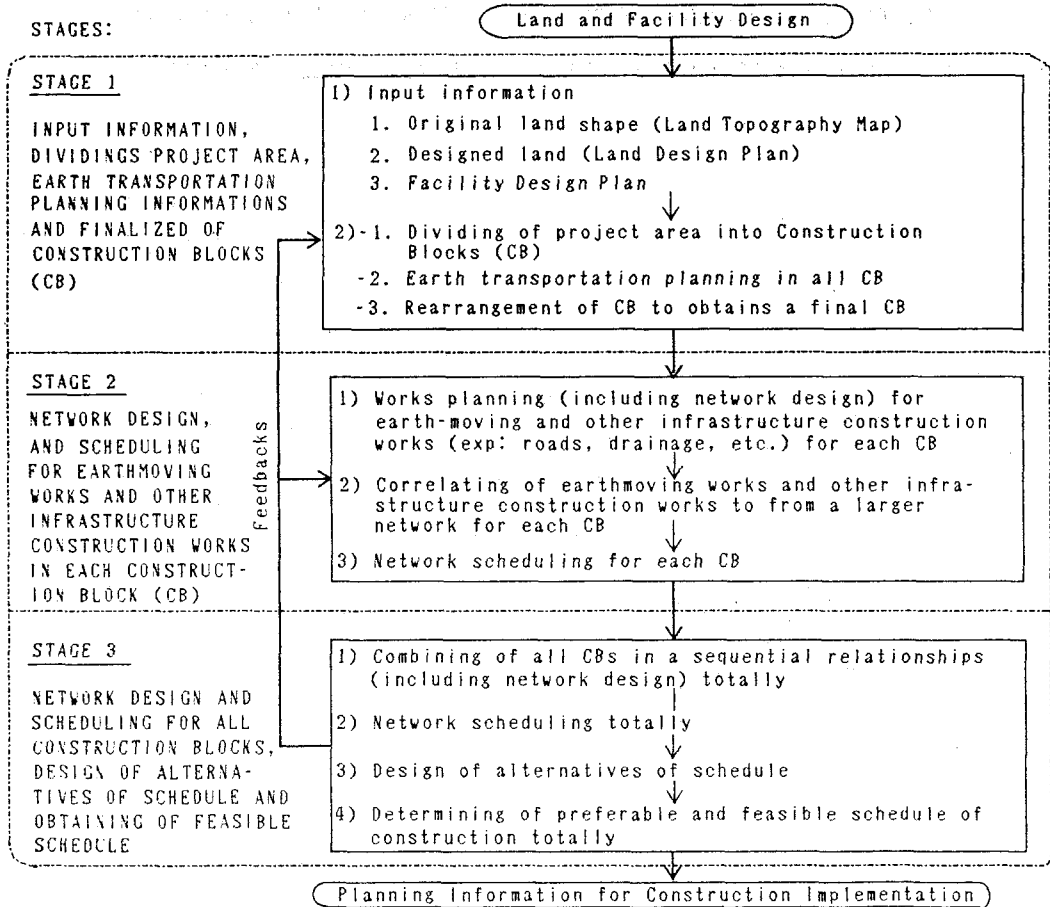 Land and Facility Design
STAGES:
STAGE 1
INPUT INFORMATION,
DIVIDINGS PROJECT AREA,
EARTH TRANSPORTATION
PLANNING INFORMATIONS
AND FINALIZED OF
CONSTRUCTION BLOCKS
(CB)
1) Input information
1. Original land shape (Land Topography Map)
2. Designed land (Land Design Plan)
3. Facility Design Plan
2)-1. Dividing of project area into Construction
Blocks (CB)
-2. Earth transportation planning in all CB
-3. Rearrangement of CB to obtains a final CB
Feedbacks
STAGE 2
NETWORK DESIGN,
AND SCHEDULING
FOR EARTHMOVING
WORKS AND OTHER
INFRASTRUCTURE
CONSTRUCTION WORKS
IN EACH CONSTRUCT-
ION BLOCK (CB)
1) Works planning (including network design) for
earth-moving and other infrastructure construction
works (exp: roads, drainage, etc.) for each CB
2) Correlating of earthmoving works and other infra-
structure construction works to from a larger
network for each CB
3) Network scheduling for each CB
STAGE 3
NETWORK DESIGN AND
SCHEDULING FOR ALL
CONSTRUCTION BLOCKS,
DESIGN OF ALTERNA-
TIVES OF SCHEDULE AND
OBTAINING OF FEASIBLE
SCHEDULE
1) Combining of all CBs in a sequential relationships
(including network design) totally
2) Network scheduling totally
3) Design of alternatives of schedule
4) Determining of preferable and feasible schedule of
construction totally
Planning Information for Construction Implementation